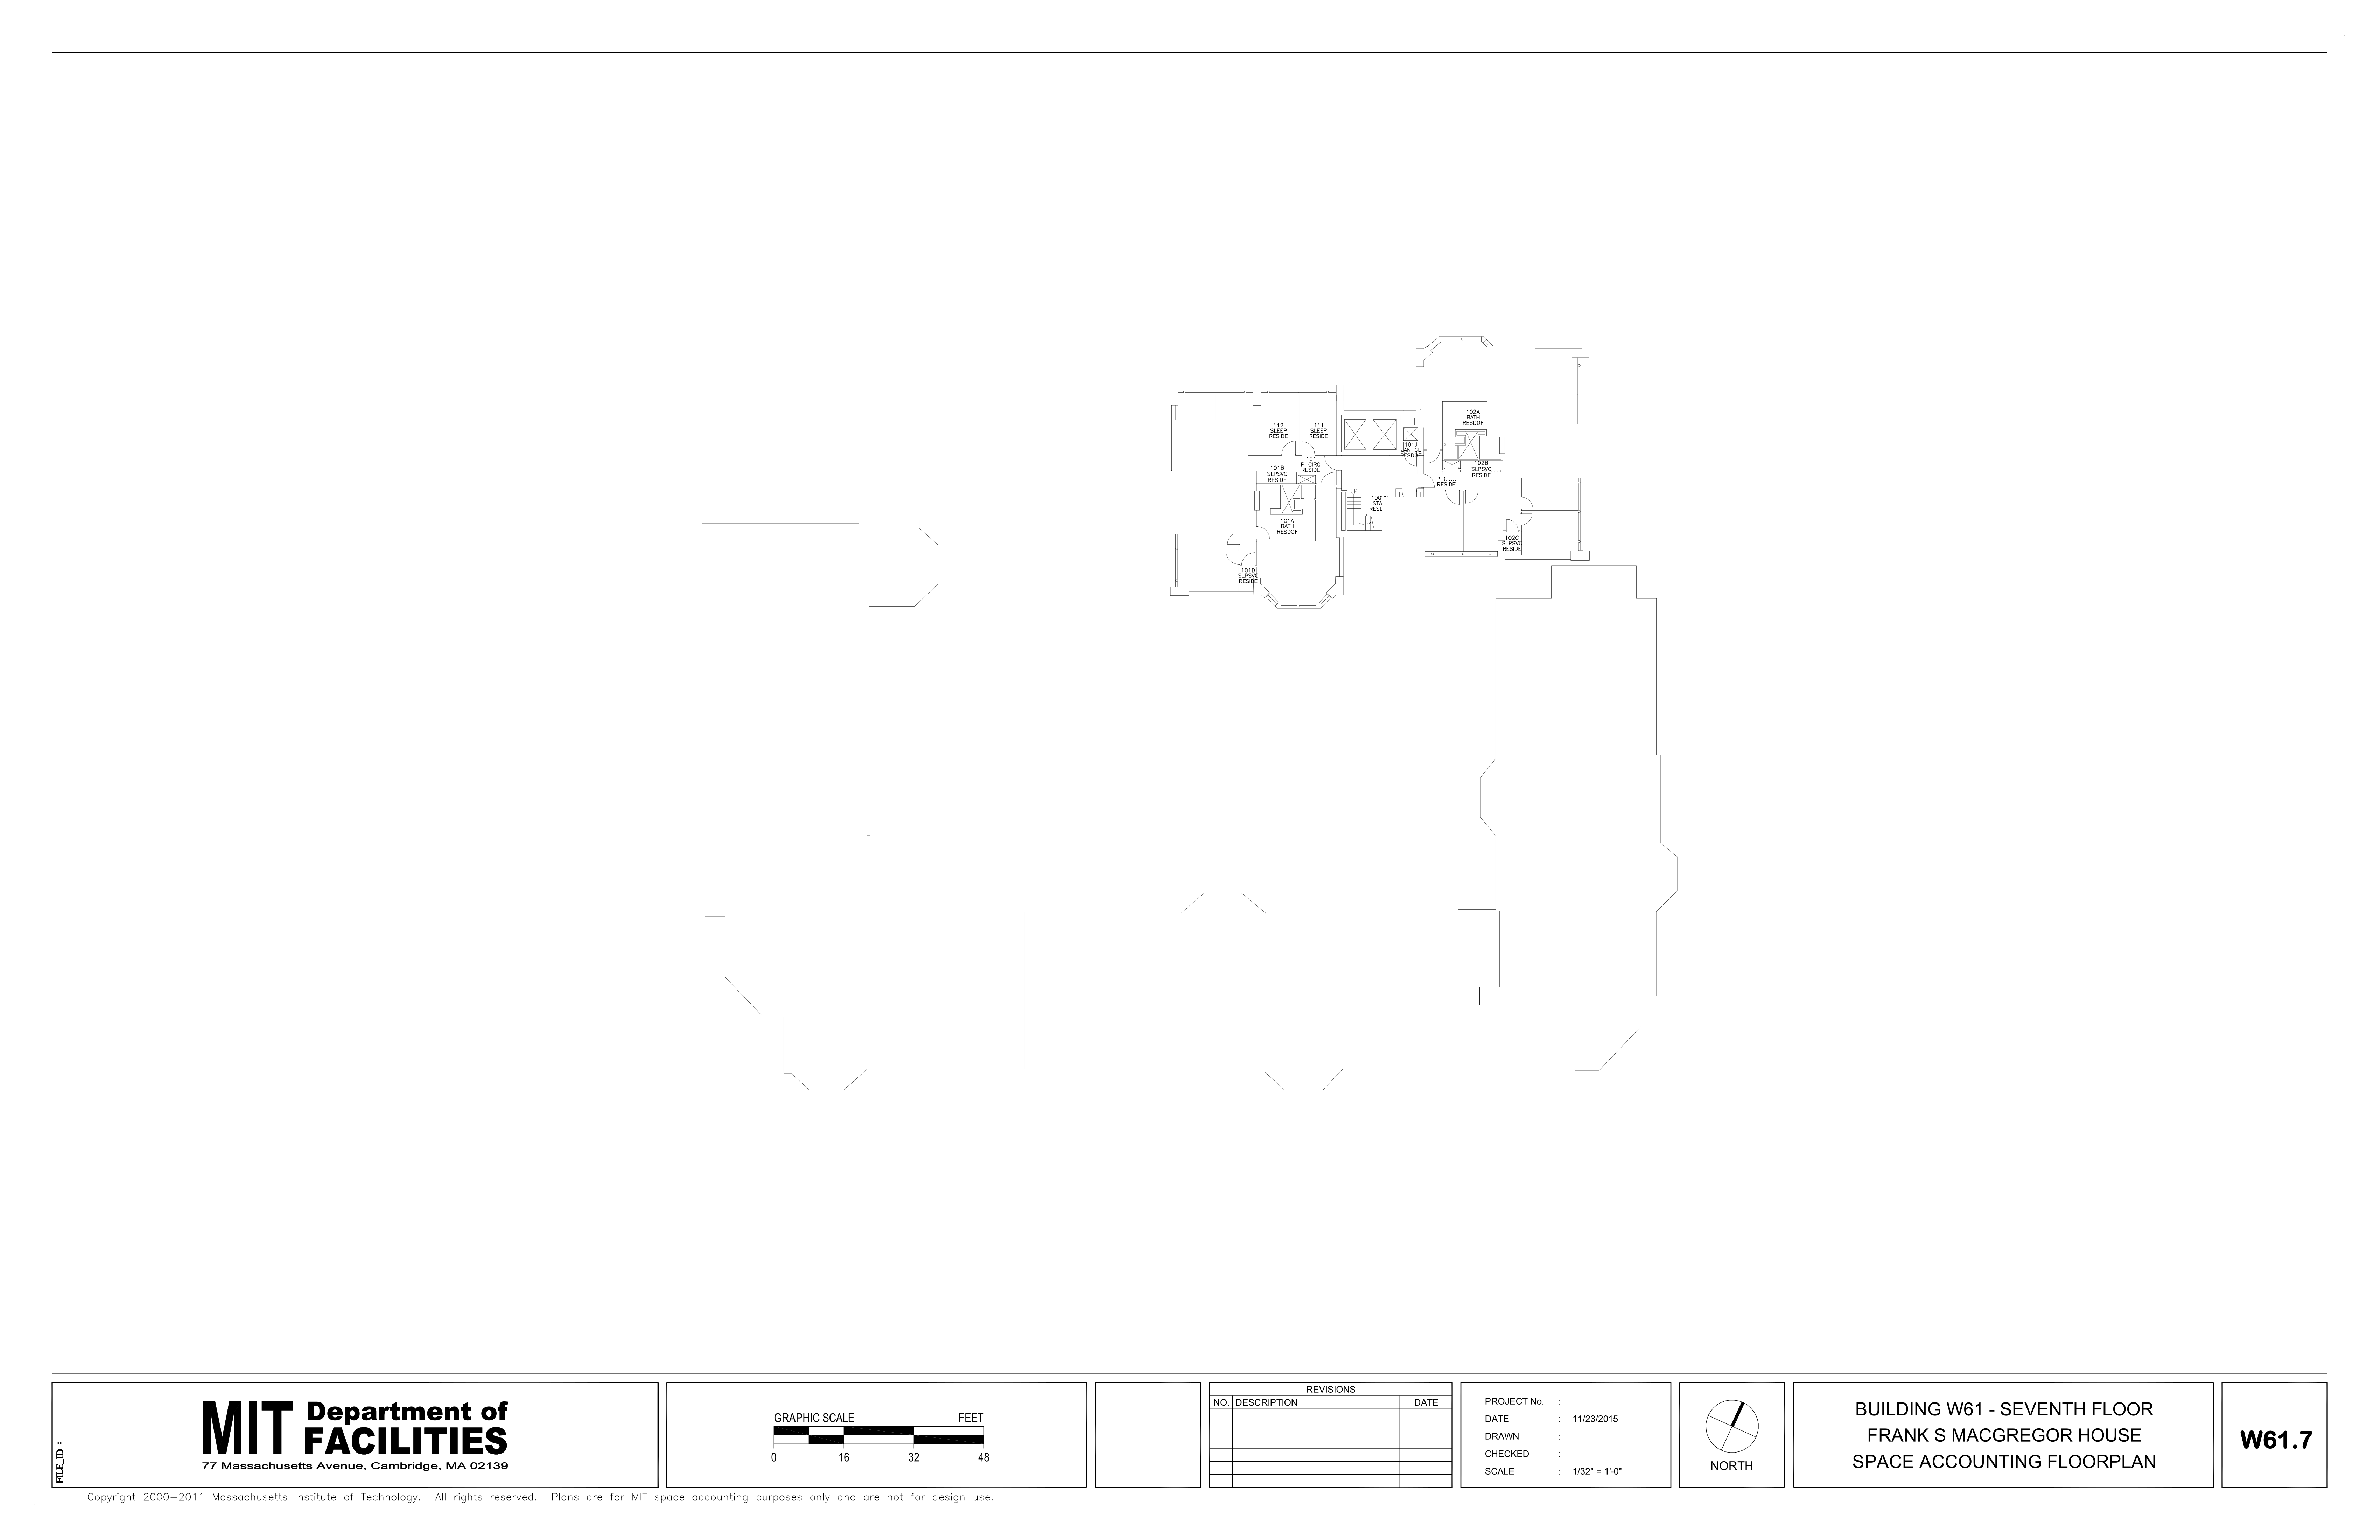 102A
BATH
RESDOF
112
SLEEP
RESIDE
111
SLEEP
RESIDE
101J
JAN CL
RESDOF
101
P CIRC
RESIDE
101B
SLPSVC
RESIDE
102B
SLPSVC
RESIDE
P
RESIDE
UP
STA
RESD
101A
BATH
RESDOF
102C
SLPSVC
RESIDE
101D
SLPSVC
RESIDE
FILE_ID :
MIT Department of
FACILITIES
77 Massachusetts Avenue, Cambridge, MA 02139
GRAPHIC SCALE FEET
0 16 32 48
REVISIONS
NO. DESCRIPTION DATE
PROJECT No. :
DATE : 11/23/2015
DRAWN :
CHECKED :
SCALE : 1/32" = 1'-0"
NORTH
BUILDING W61 - SEVENTH FLOOR
FRANK S MACGREGOR HOUSE
SPACE ACCOUNTING FLOORPLAN
W61.7
Copyright 2000-2011 Massachusetts Institute of Technology. All rights reserved. Plans are for MIT space accounting purposes only and are not for design use.